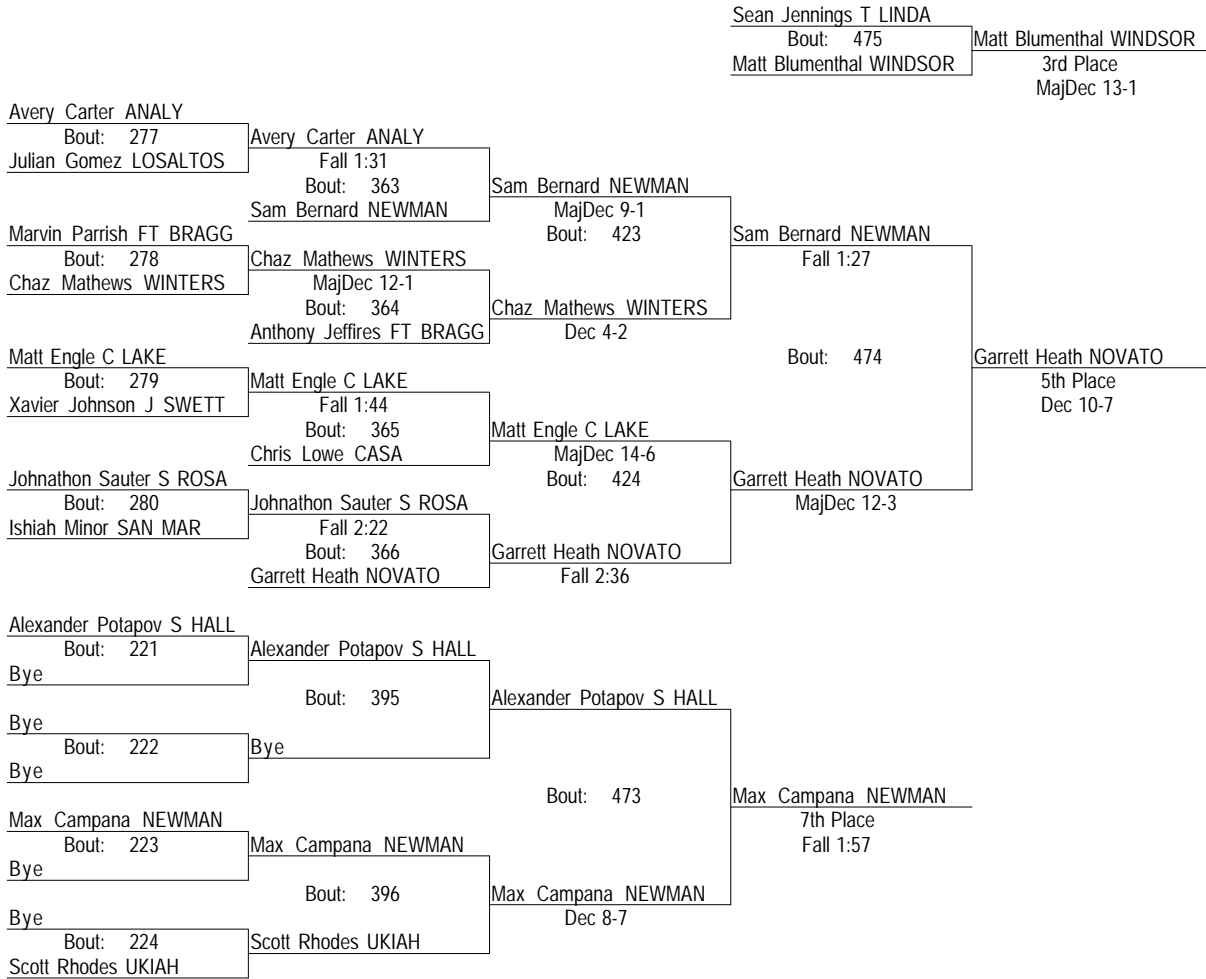 Sean Jennings T LINDA
Bout: 475
Matt Blumenthal WINDSOR
Matt Blumenthal WINDSOR
3rd Place
MajDec 13-1
Avery Carter ANALY
Bout: 277
Julian Gomez LOSALTOS
Avery Carter ANALY
Fall 1:31
Bout: 363
Sam Bernard NEWMAN
Sam Bernard NEWMAN
MajDec 9-1
Bout: 423
Marvin Parrish FT BRAGG
Bout: 278
Chaz Mathews WINTERS
Chaz Mathews WINTERS
MajDec 12-1
Bout: 364
Anthony Jeffires FT BRAGG
Chaz Mathews WINTERS
Dec 4-2
Sam Bernard NEWMAN
Fall 1:27
Bout: 474
Garrett Heath NOVATO
5th Place
Dec 10-7
Matt Engle C LAKE
Bout: 279
Xavier Johnson J SWETT
Matt Engle C LAKE
Fall 1:44
Bout: 365
Chris Lowe CASA
Matt Engle C LAKE
MajDec 14-6
Bout: 424
Garrett Heath NOVATO
MajDec 12-3
Johnathon Sauter S ROSA
Bout: 280
Ishiah Minor SAN MAR
Johnathon Sauter S ROSA
Fall 2:22
Bout: 366
Garrett Heath NOVATO
Garrett Heath NOVATO
Fall 2:36
Alexander Potapov S HALL
Bout: 221
Bye
Alexander Potapov S HALL
Bout: 395
Alexander Potapov S HALL
Bye
Bout: 222
Bye
Bye
Bout: 473
Max Campana NEWMAN
7th Place
Fall 1:57
Max Campana NEWMAN
Bout: 223
Bye
Max Campana NEWMAN
Bout: 396
Max Campana NEWMAN
Dec 8-7
Bye
Bout: 224
Scott Rhodes UKIAH
Scott Rhodes UKIAH